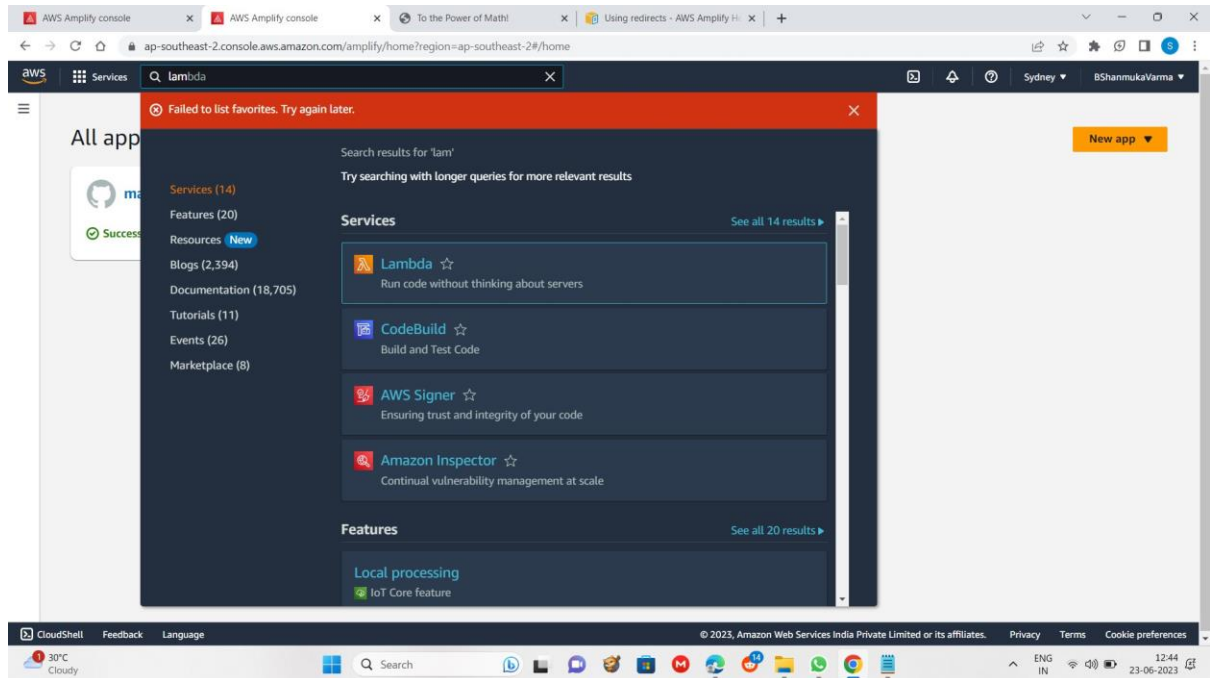 AWS Amplify console
AWS Amplify console
To the Power of Math!
Using redirects - AWS Amplify Ho
ap-southeast-2.console.aws.amazon.com/amplify/home?region=ap-southeast-2#/home
S
aws
Services
lambda
Sydney
BShanmukaVarma
Failed to list favorites. Try again later.
All app
New app
ma
Success
Services (14)
Features (20)
Resources New
Blogs (2,394)
Documentation (18,705)
Tutorials (11)
Events (26)
Marketplace (8)
Search results for 'lam'
Try searching with longer queries for more relevant results
Services
See all 14 results
Lambda
Run code without thinking about servers
CodeBuild
Build and Test Code
AWS Signer
Ensuring trust and integrity of your code
Amazon Inspector
Continual vulnerability management at scale
Features
See all 20 results
Local processing
IoT Core feature
CloudShell Feedback Language
© 2023, Amazon Web Services India Private Limited or its affiliates. Privacy Terms Cookie preferences
1
30°C
Cloudy
Search
14
ENG
IN
12:44
23-06-2023